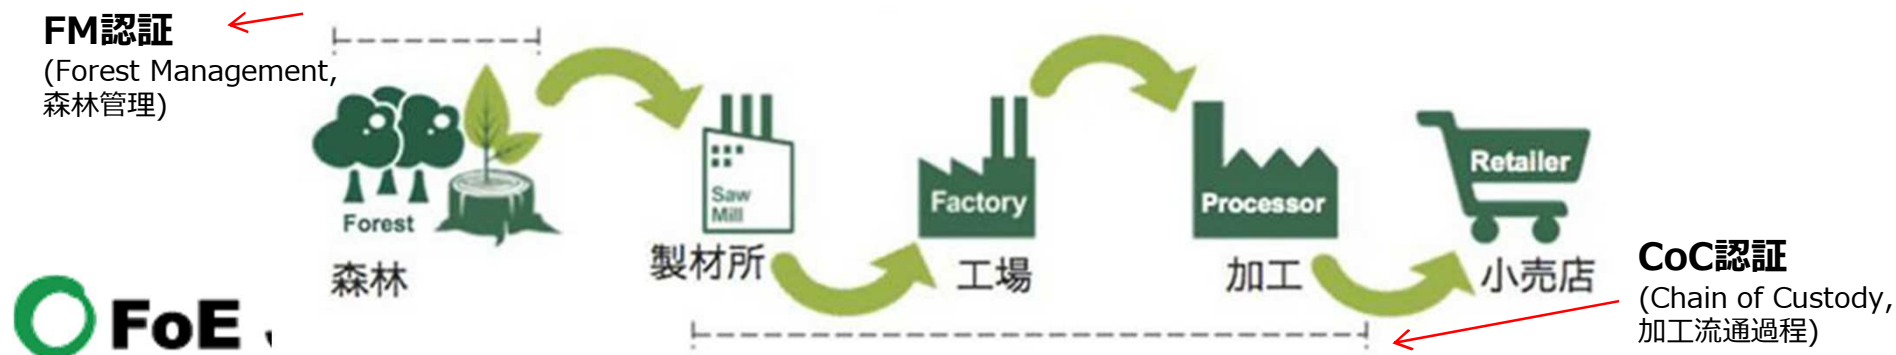 FM認証
(Forest Management,
森林管理)
Forest
森林
Saw
Mill
製材所
Factory
工場
Processor
加工
Retailer
小売店
CoC認証
(Chain of Custody,
加工流通過程)
FoE